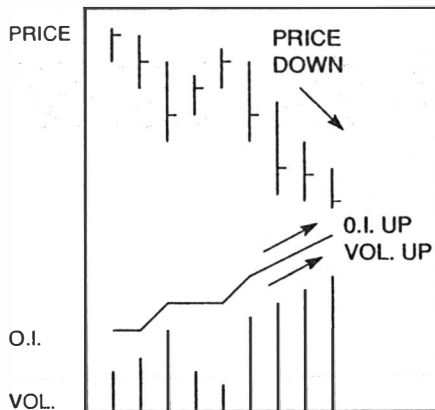 PRICE
PRICE
DOWN
O.I. UP
VOL. UP
O.I.
VOL.